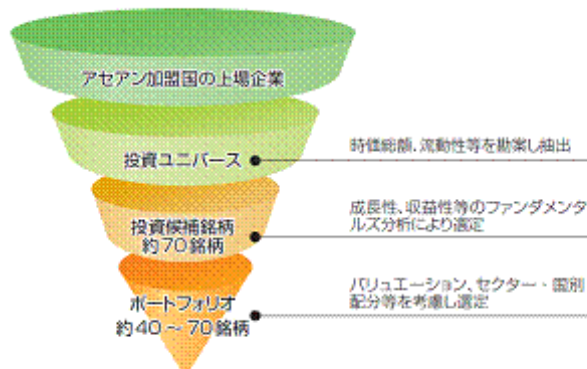 アセアン加盟国の上場企業
投資ユニバース
時価総額、流動性等を勘案し抽出
投資候補銘柄
約70銘柄
成長性、収益性等のファンダメンタ
ルズ分析により選定
ポートフォリオ
約40～70銘柄
バリュエーション、セクター・国別
配分等を考慮し選定